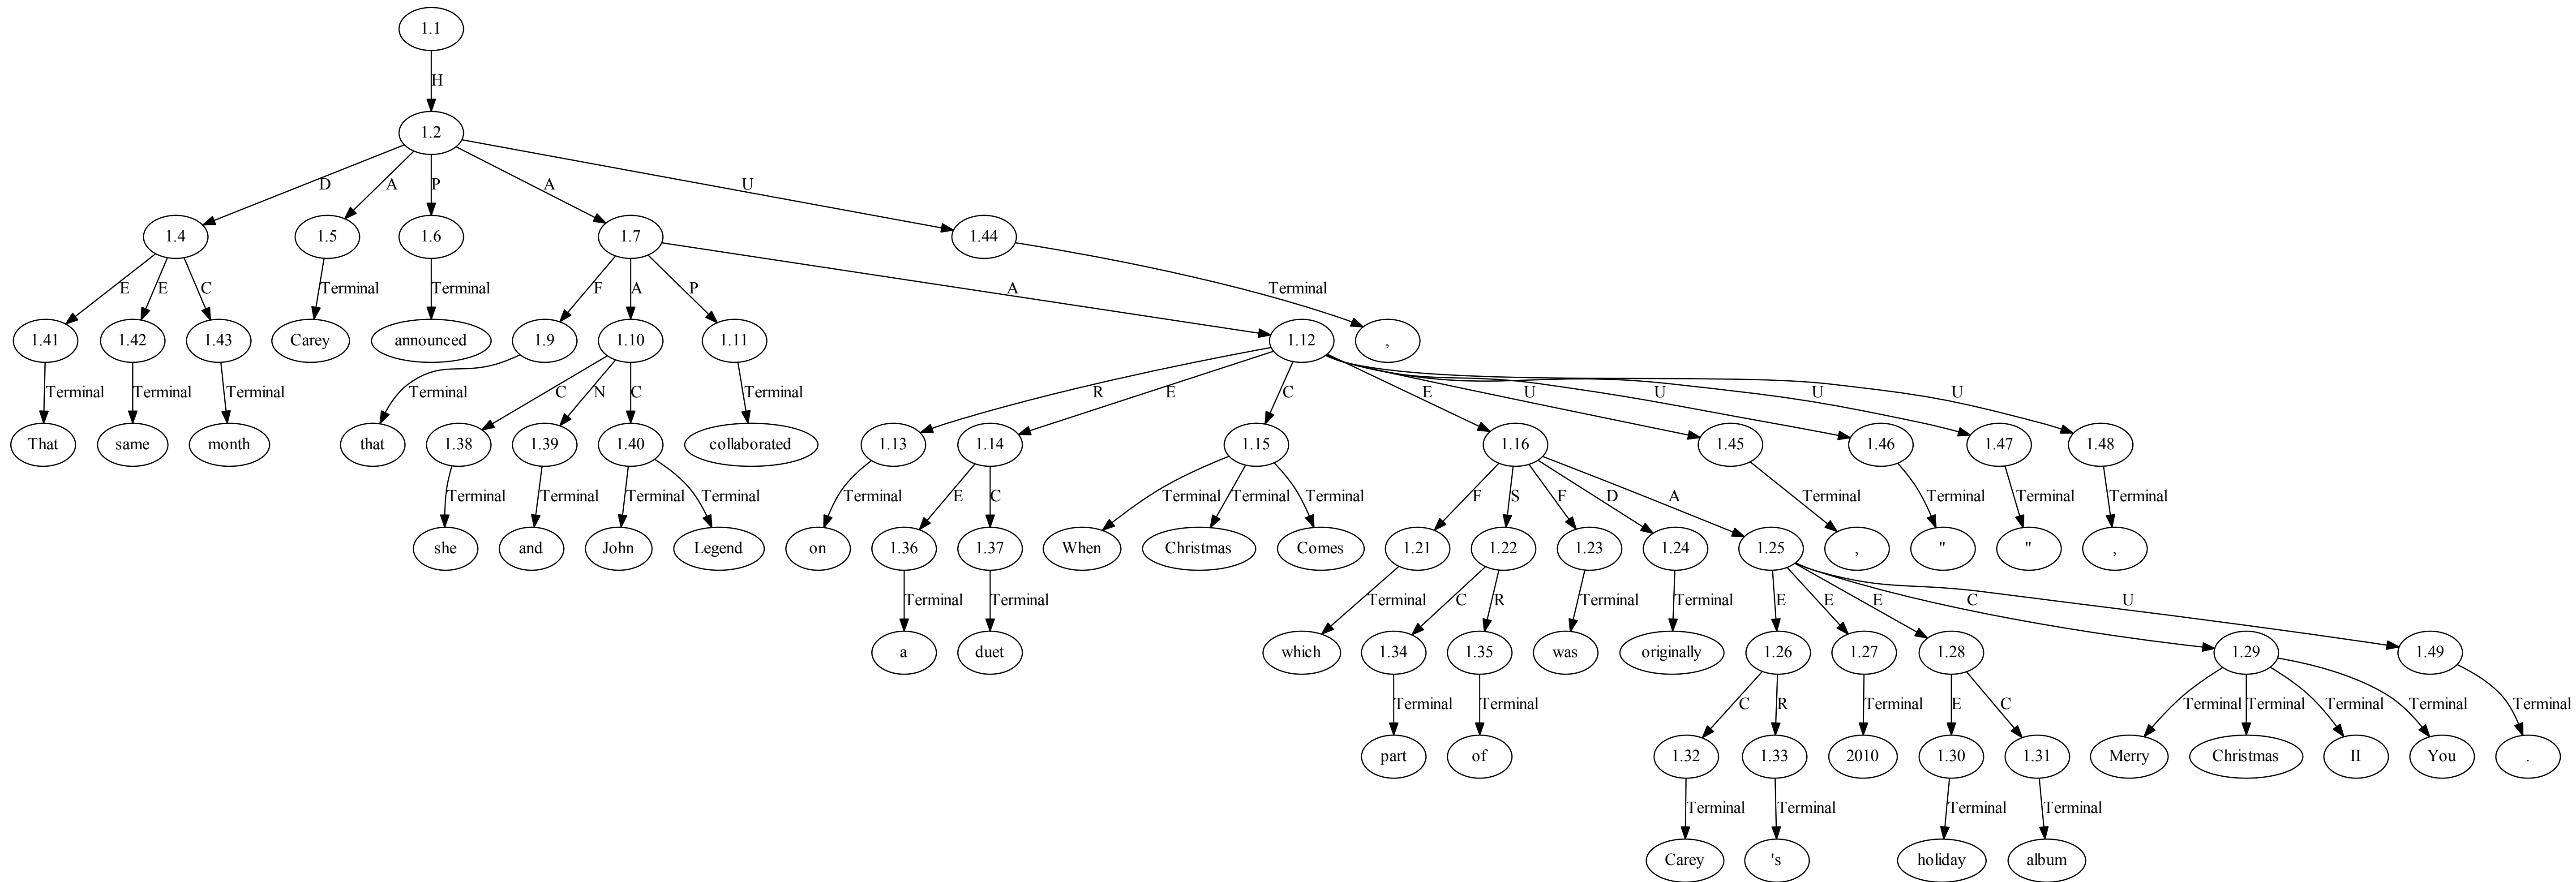 1.1
H
1.2
D A P A U
1.4 1.5 1.6 1.7 1.44
E E C Terminal Terminal F A P A Terminal
1.41 1.42 1.43 Carey announced 1.9 1.10 1.11 1.12 ,
Terminal Terminal Terminal Terminal C N C Terminal R E C E U U U U
That same month that 1.38 1.39 1.40 collaborated 1.13 1.14 1.15 1.16 1.45 1.46 1.47 1.48
Terminal Terminal Terminal Terminal Terminal E C Terminal Terminal Terminal F S F D A Terminal Terminal Terminal Terminal
she and John Legend on 1.36 1.37 When Christmas Comes 1.21 1.22 1.23 1.24 1.25 , " " ,
Terminal Terminal Terminal C R Terminal Terminal E E E C U
a duet which 1.34 1.35 was originally 1.26 1.27 1.28 1.29 1.49
Terminal Terminal C R Terminal E C Terminal Terminal Terminal Terminal Terminal
part of 1.32 1.33 2010 1.30 1.31 Merry Christmas II You .
Terminal Terminal Terminal Terminal
Carey 's holiday album